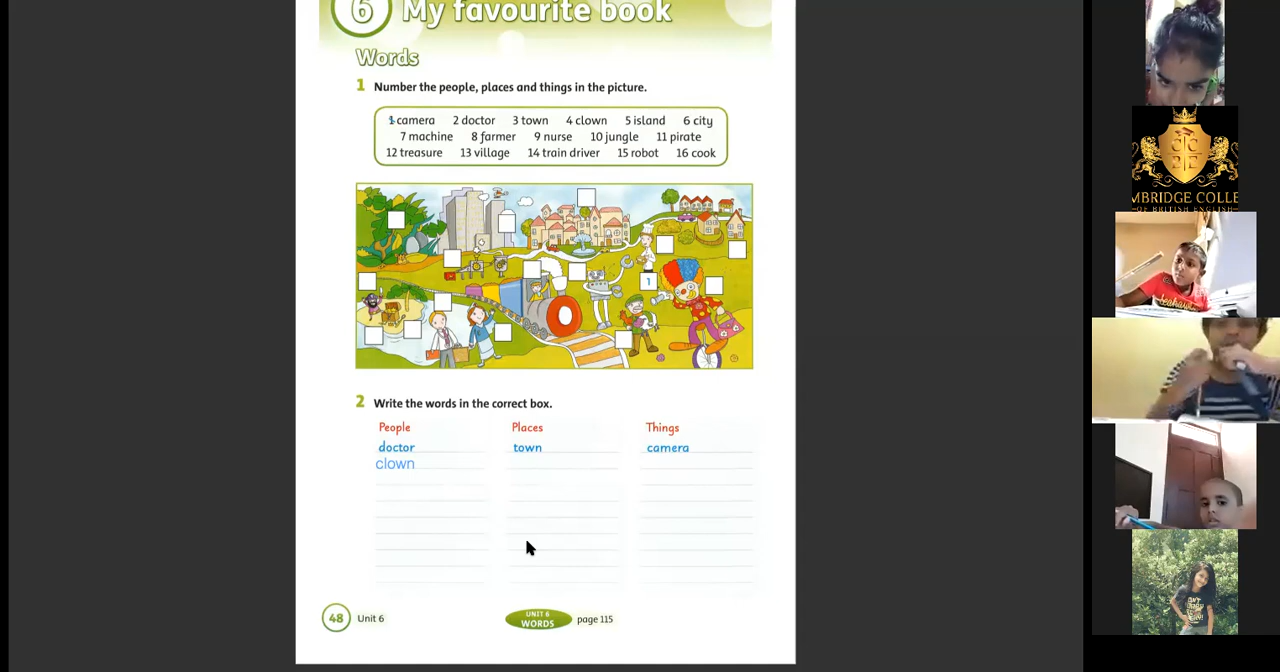 6 My favourite book
Words
1 Number the people, places and things in the picture.
1 camera 2 doctor 3 town 4 clown 5 island 6 city
7 machine 8 farmer 9 nurse 10 jungle 11 pirate
12 treasure 13 village 14 train driver 15 robot 16 cook
1
2 Write the words in the correct box.
People Places Things
doctor town camera
clown
48 Unit 6
UNIT 6
WORDS
page 115
MBRIDGE COLLE
OF BRITISH ENGLISH